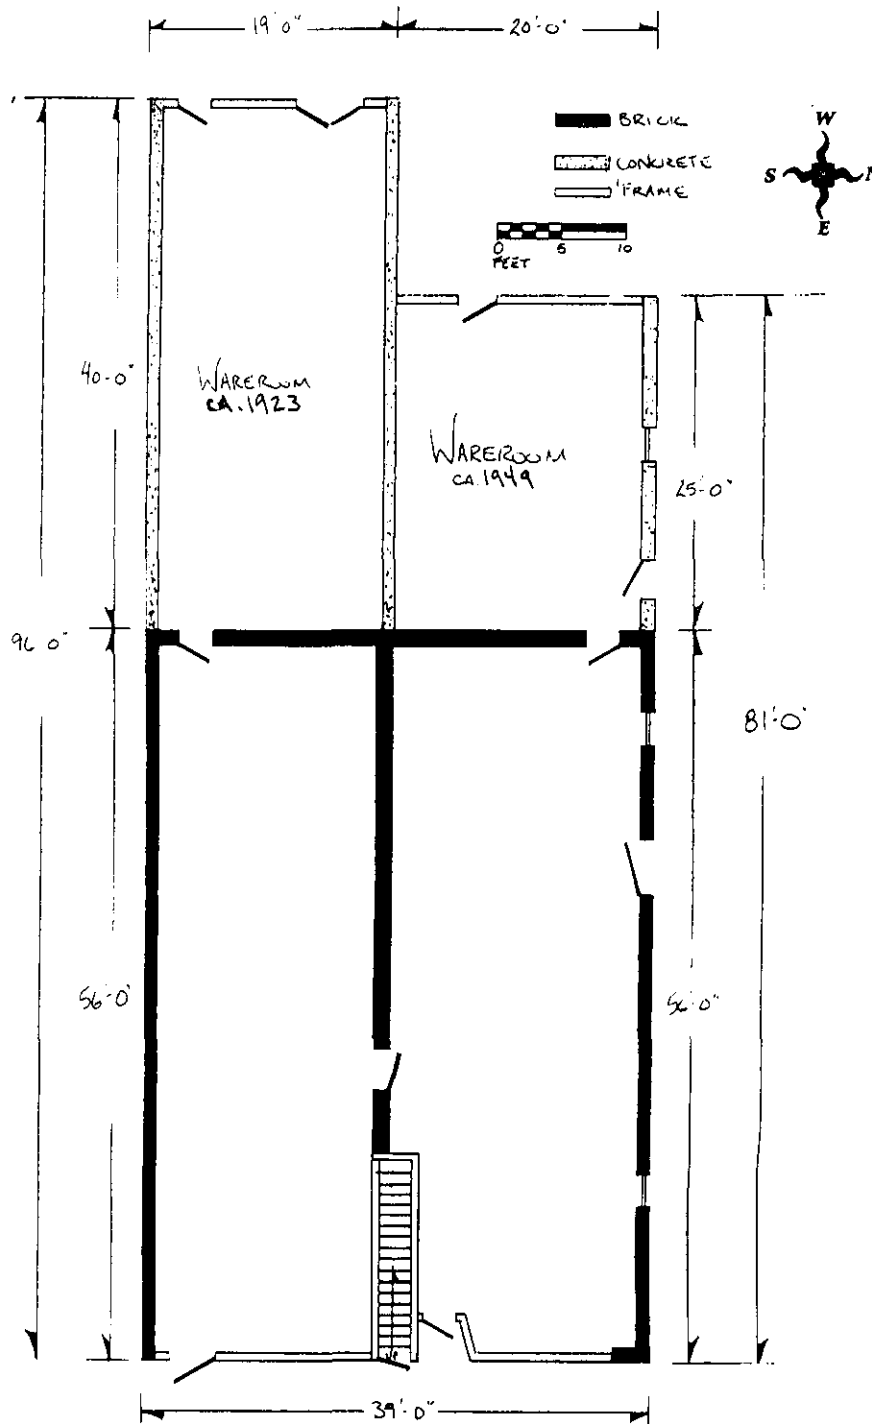 19'0" 20'-0"
BRICK
CONCRETE
FRAME
W
S N
E
0 5 10
FEET
40-0"
WAREROOM
CA. 1923
WAREROOM
CA. 1949
25'-0"
96-0"
81'-0"
56'-0"
56'-0"
39'-0"